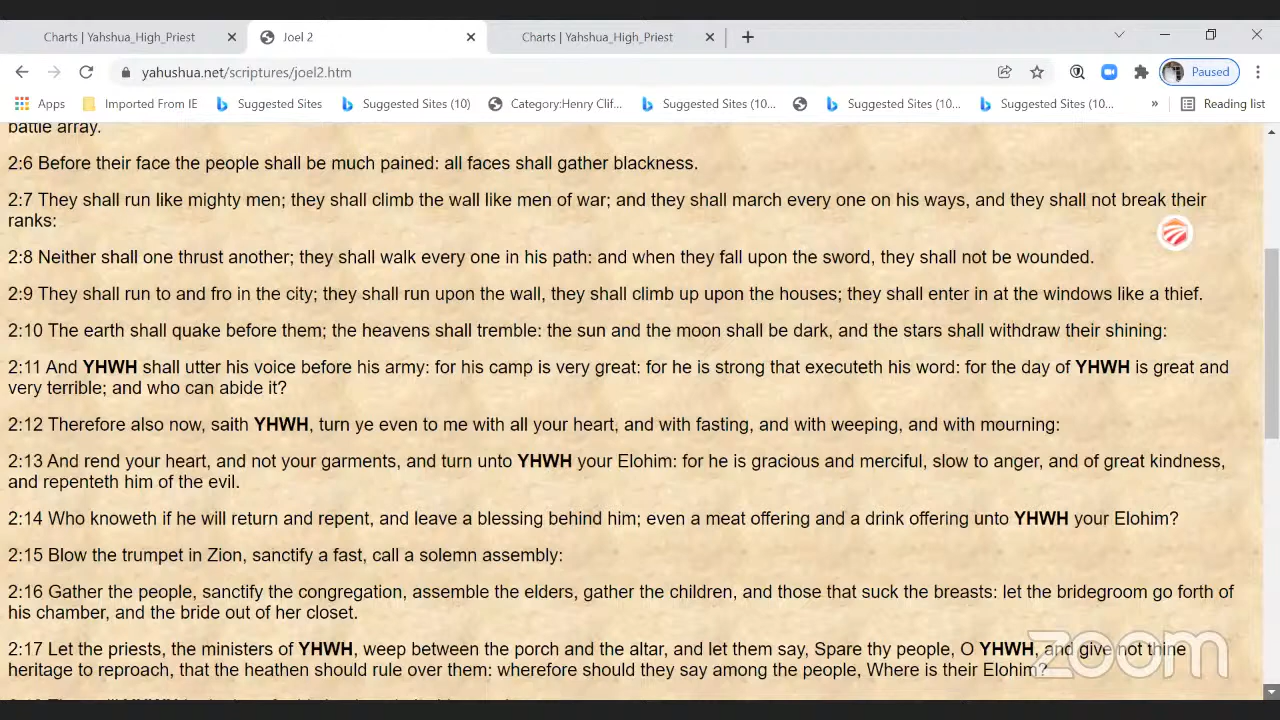 Charts | Yahshua_High_Priest
Joel 2
Charts | Yahshua_High_Priest
yahushua.net/scriptures/joel2.htm
Paused
Apps
Imported From IE
Suggested Sites
Suggested Sites (10)
Category:Henry Clif...
Suggested Sites (10...
Suggested Sites (10...
Suggested Sites (10...
»
Reading list
battle array.
2:6 Before their face the people shall be much pained: all faces shall gather blackness.
2:7 They shall run like mighty men; they shall climb the wall like men of war; and they shall march every one on his ways, and they shall not break their
ranks:
2:8 Neither shall one thrust another; they shall walk every one in his path: and when they fall upon the sword, they shall not be wounded.
2:9 They shall run to and fro in the city; they shall run upon the wall, they shall climb up upon the houses; they shall enter in at the windows like a thief.
2:10 The earth shall quake before them; the heavens shall tremble: the sun and the moon shall be dark, and the stars shall withdraw their shining:
2:11 And YHWH shall utter his voice before his army: for his camp is very great: for he is strong that executeth his word: for the day of YHWH is great and
very terrible; and who can abide it?
2:12 Therefore also now, saith YHWH, turn ye even to me with all your heart, and with fasting, and with weeping, and with mourning:
2:13 And rend your heart, and not your garments, and turn unto YHWH your Elohim: for he is gracious and merciful, slow to anger, and of great kindness,
and repenteth him of the evil.
2:14 Who knoweth if he will return and repent, and leave a blessing behind him; even a meat offering and a drink offering unto YHWH your Elohim?
2:15 Blow the trumpet in Zion, sanctify a fast, call a solemn assembly:
2:16 Gather the people, sanctify the congregation, assemble the elders, gather the children, and those that suck the breasts: let the bridegroom go forth of
his chamber, and the bride out of her closet.
2:17 Let the priests, the ministers of YHWH, weep between the porch and the altar, and let them say, Spare thy people, O YHWH, and give not thine
heritage to reproach, that the heathen should rule over them: wherefore should they say among the people, Where is their Elohim?
zoom